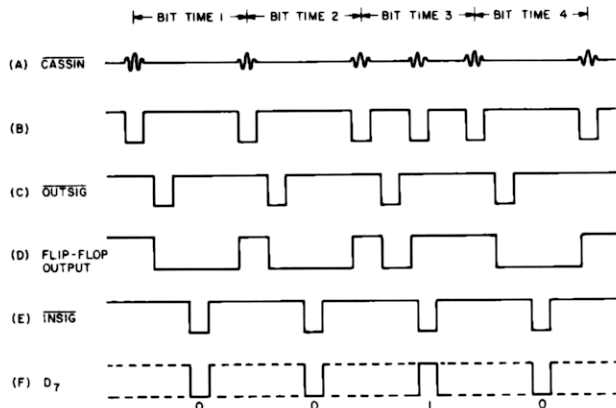 BIT TIME 1 BIT TIME 2 BIT TIME 3 BIT TIME 4
(A) CASSIN
(B)
(C) OUTSIG
(D) FLIP-FLOP
OUTPUT
(E) INSIG
(F) D7
0 0 1 0